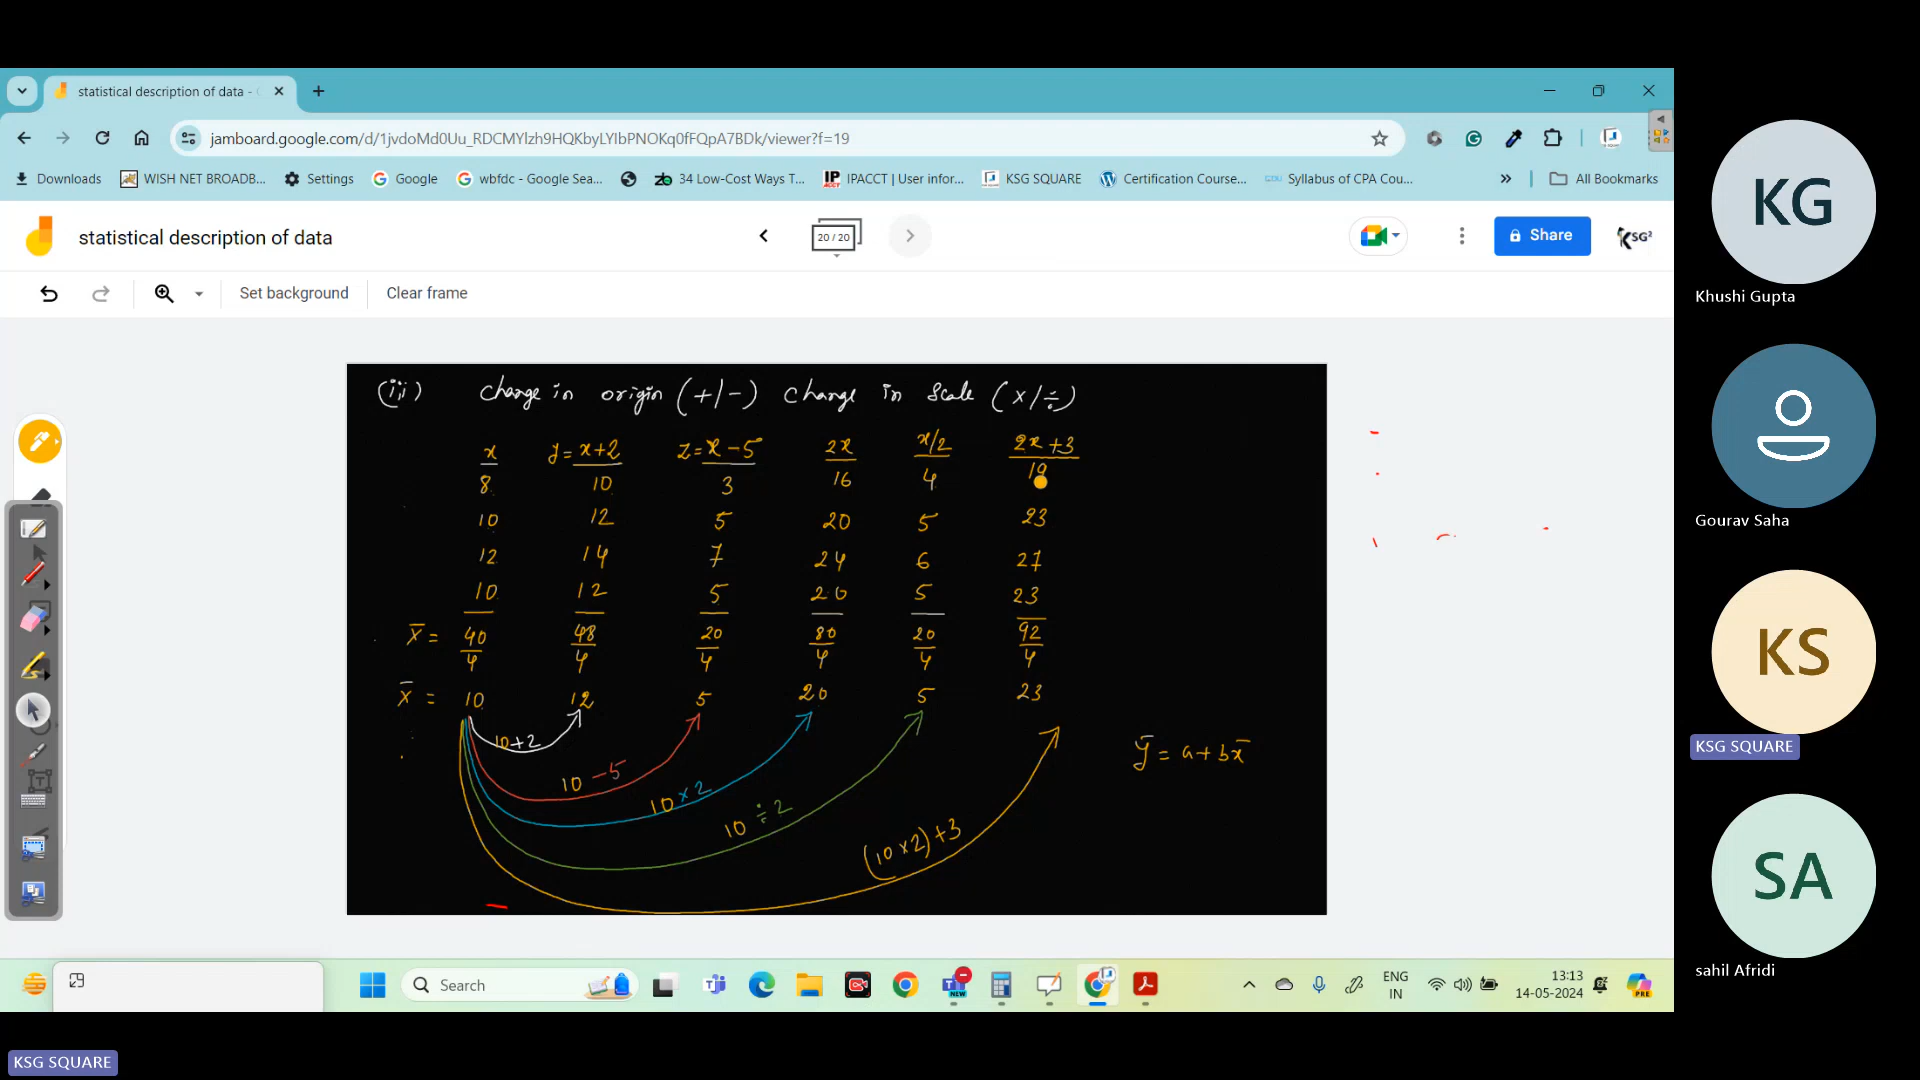 statistical description of data -
jamboard.google.com/d/1jvdoMd0Uu_RDCMYlzh9HQKbyLYIbPNOKq0fFQpA7BDk/viewer?f=19
Downloads WISH NET BROADB... Settings Google wbfdc - Google Sea... 34 Low-Cost Ways T... IPACCT | User infor... KSG SQUARE Certification Course... Syllabus of CPA Cou... » All Bookmarks
statistical description of data 20 / 20 Share KSG²
Set background Clear frame
(iii) Change in origin (+/-) Change in Scale (×/÷)
x y=x+2 z=x-5 2x x/2 2x+3
8 10 3 16 4 19
10 12 5 20 5 23
12 14 7 24 6 27
10 12 5 20 5 23
x̄ = 40/4 48/4 20/4 80/4 20/4 92/4
x̄ = 10 12 5 20 5 23
10+2
ȳ = a+bx̄
10-5
10×2
10÷2
(10×2)+3
KG
Khushi Gupta
Gourav Saha
KS
KSG SQUARE
SA
sahil Afridi
Search ENG IN 13:13 14-05-2024
NEW
PRE
KSG SQUARE